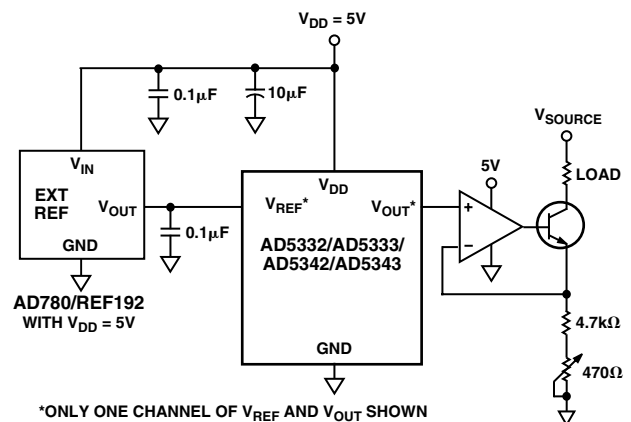 V_DD = 5V
0.1µF
10µF
V_IN
EXT
REF
V_OUT
GND
AD780/REF192
WITH V_DD = 5V
0.1µF
V_DD
V_REF*
V_OUT*
AD5332/AD5333/
AD5342/AD5343
GND
5V
+
–
V_SOURCE
LOAD
4.7kΩ
470Ω
*ONLY ONE CHANNEL OF V_REF AND V_OUT SHOWN